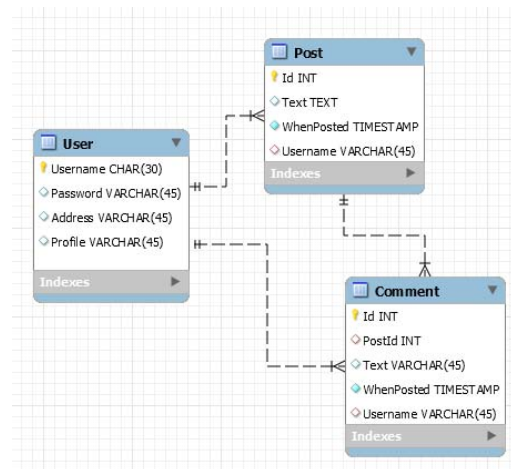 Post
Id INT
Text TEXT
WhenPosted TIMESTAMP
Username VARCHAR(45)
Indexes
User
Username CHAR(30)
Password VARCHAR(45)
Address VARCHAR(45)
Profile VARCHAR(45)
Indexes
Comment
Id INT
PostId INT
Text VARCHAR(45)
WhenPosted TIMESTAMP
Username VARCHAR(45)
Indexes